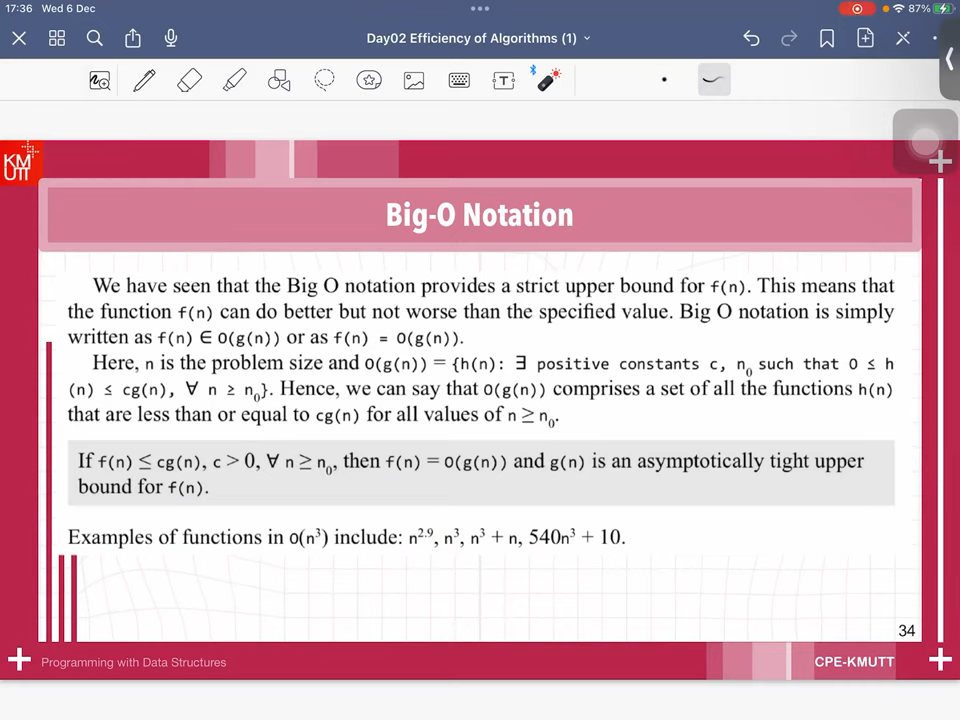 17:36 Wed 6 Dec
87%
Day02 Efficiency of Algorithms (1)
T
KM
UTT
Big-O Notation
We have seen that the Big O notation provides a strict upper bound for f(n). This means that
the function f(n) can do better but not worse than the specified value. Big O notation is simply
written as f(n) ∈ O(g(n)) or as f(n) = O(g(n)).
Here, n is the problem size and O(g(n)) = {h(n): ∃ positive constants c, n₀ such that 0 ≤ h
(n) ≤ cg(n), ∀ n ≥ n₀}. Hence, we can say that O(g(n)) comprises a set of all the functions h(n)
that are less than or equal to cg(n) for all values of n ≥ n₀.
If f(n) ≤ cg(n), c > 0, ∀ n ≥ n₀, then f(n) = O(g(n)) and g(n) is an asymptotically tight upper
bound for f(n).
Examples of functions in O(n³) include: n²·⁹, n³, n³ + n, 540n³ + 10.
34
Programming with Data Structures
CPE-KMUTT